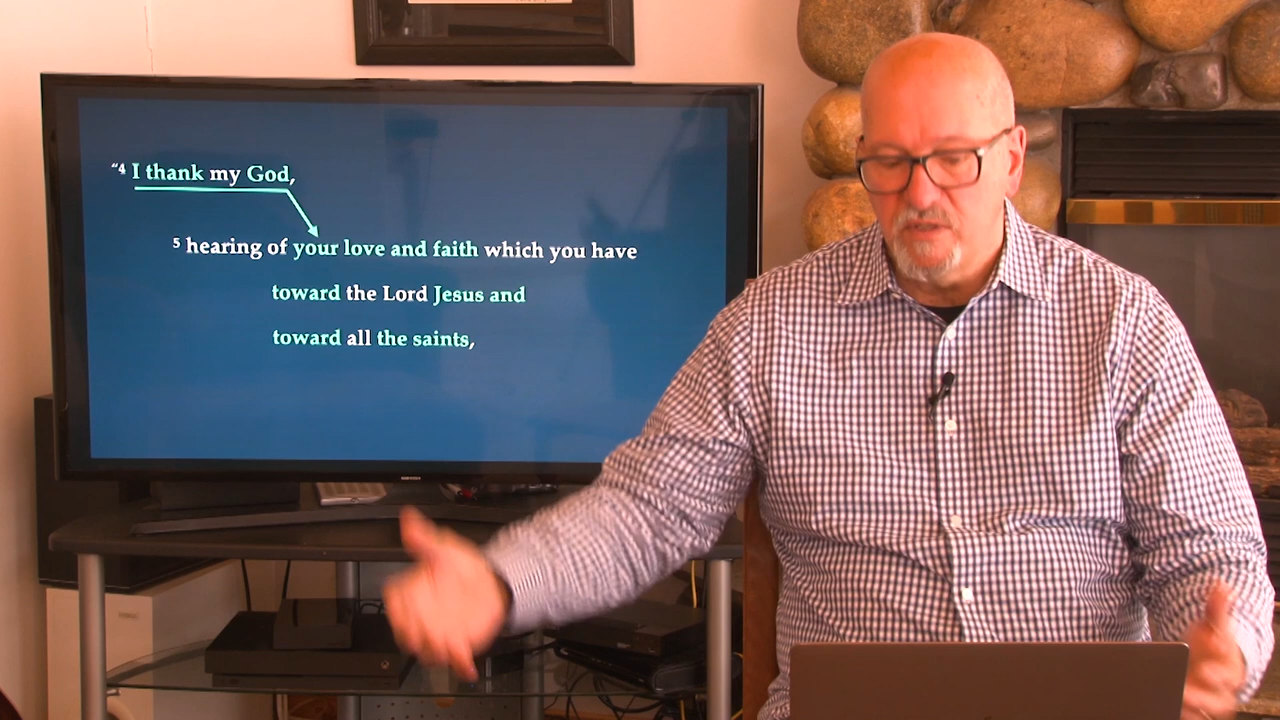 “⁴ I thank my God,
⁵ hearing of your love and faith which you have
toward the Lord Jesus and
toward all the saints,